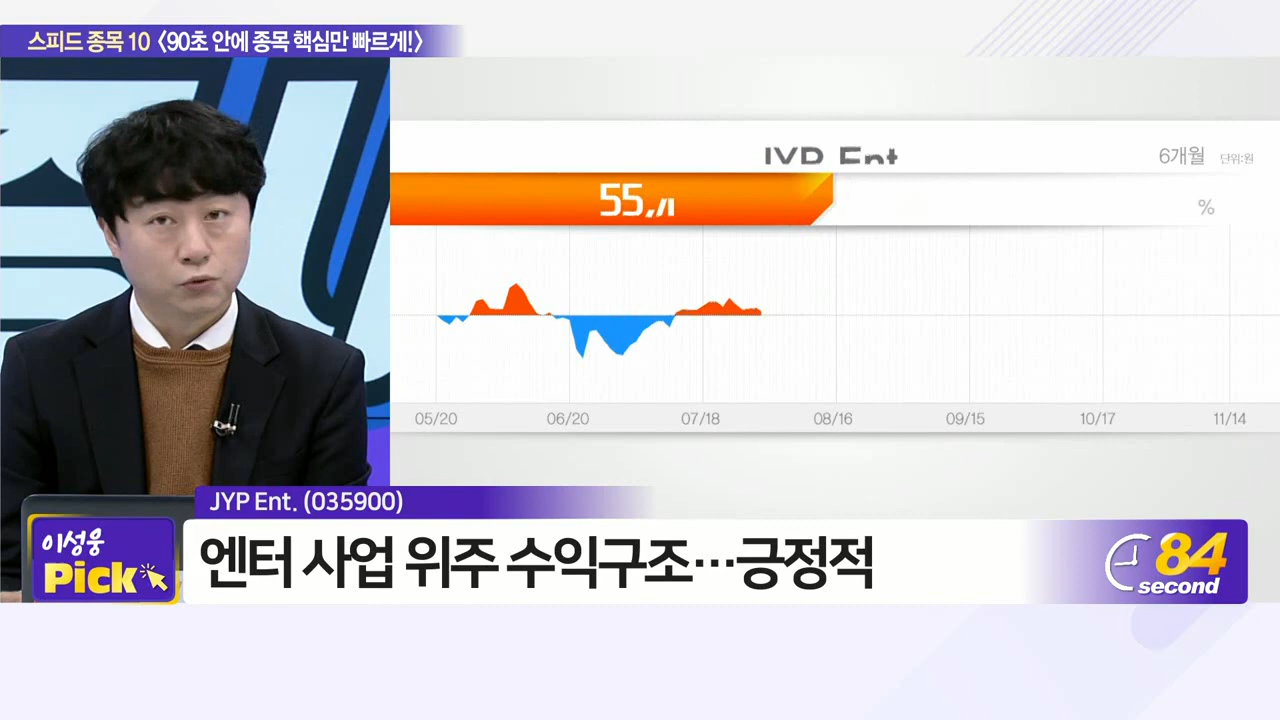 스피드 종목 10 <90초 안에 종목 핵심만 빠르게!>
6개월 단위:원
%
05/20 06/20 07/18 08/16 09/15 10/17 11/14
JYP Ent. (035900)
이성웅
Pick
엔터 사업 위주 수익구조…긍정적
84
second